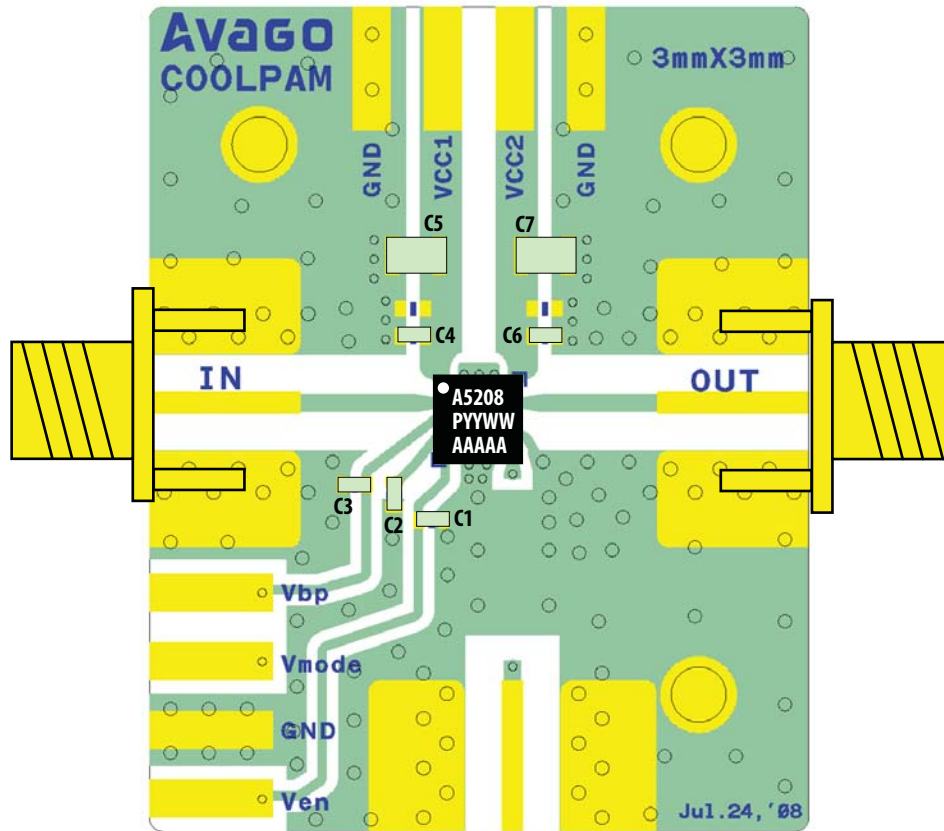 Avago
COOLPAM
3mmX3mm
GND
VCC1
VCC2
GND
C5
C7
C4
C6
IN
OUT
A5208
PYYWW
AAAAA
C3
C2
C1
Vbp
Vmode
GND
Ven
Jul.24,'08